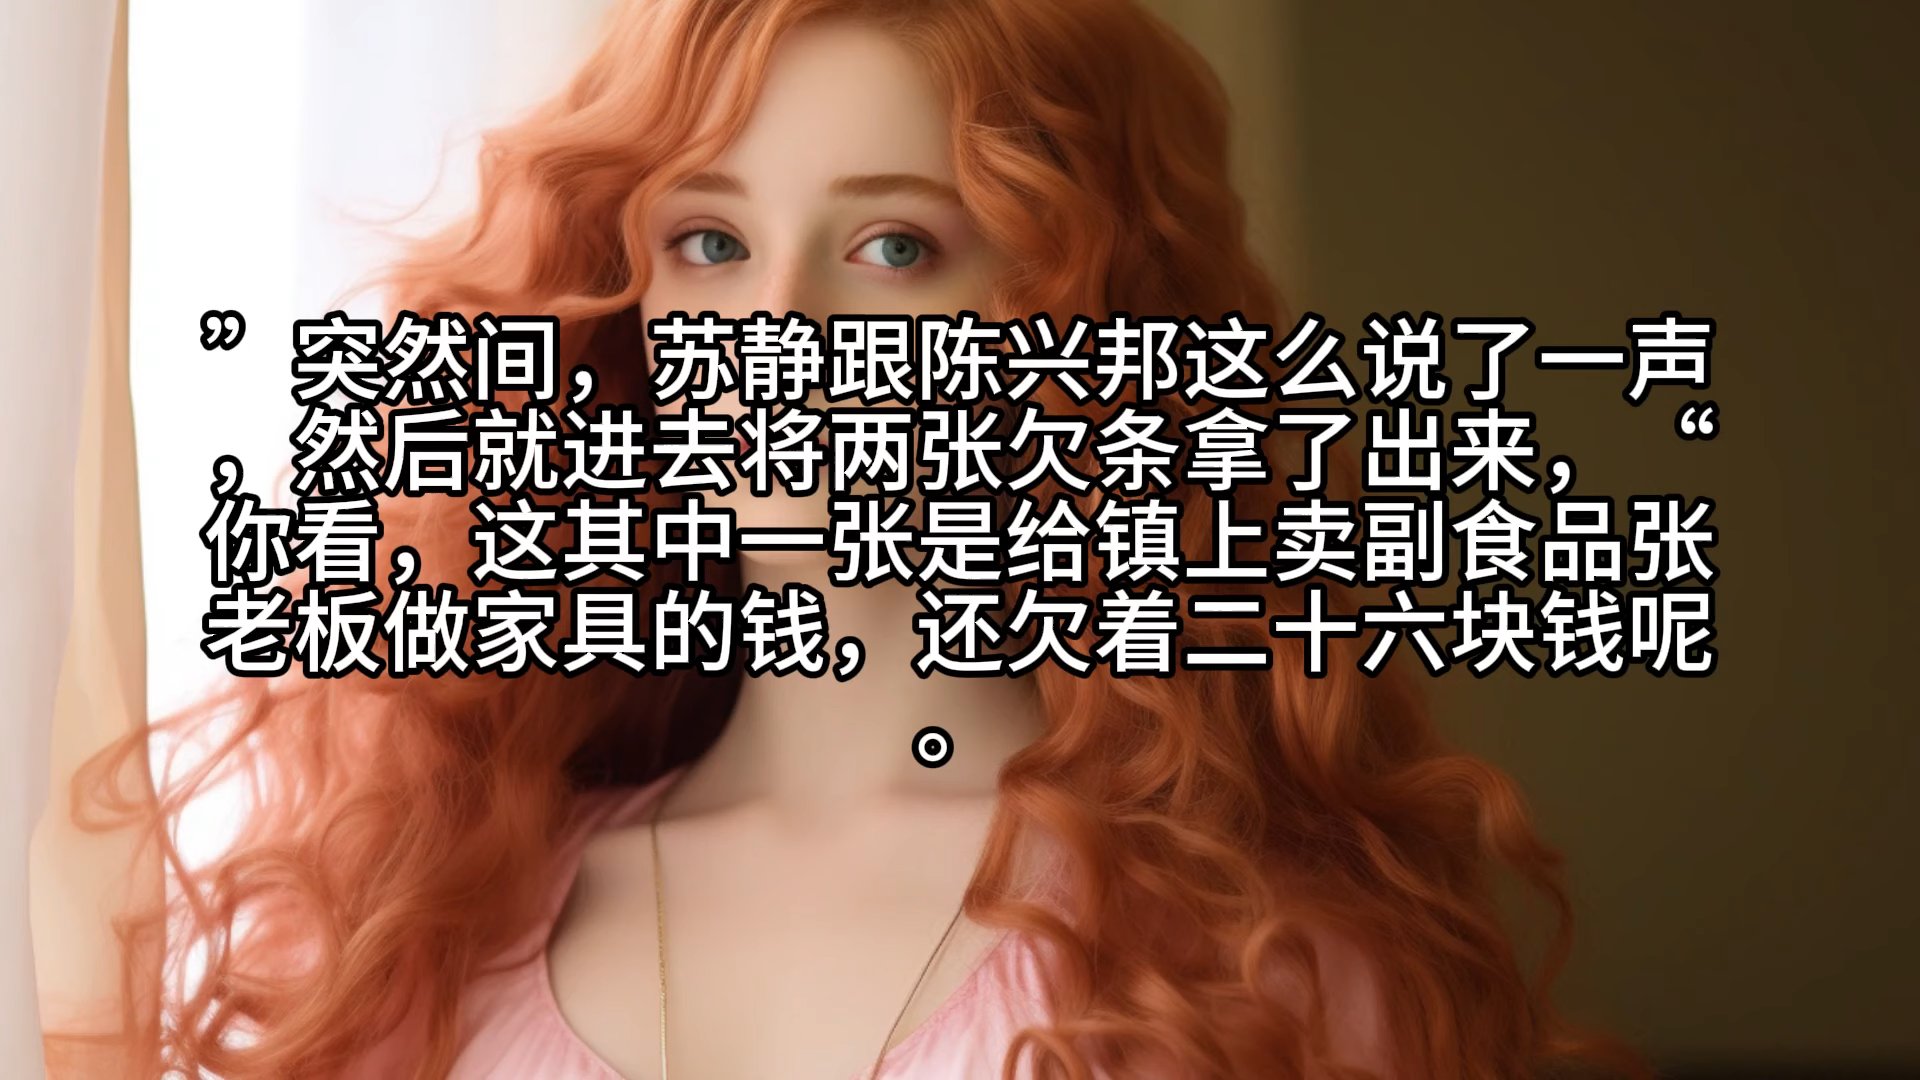 ”突然间，苏静跟陈兴邦这么说了一声
，然后就进去将两张欠条拿了出来，“
你看，这其中一张是给镇上卖副食品张
老板做家具的钱，还欠着二十六块钱呢
。